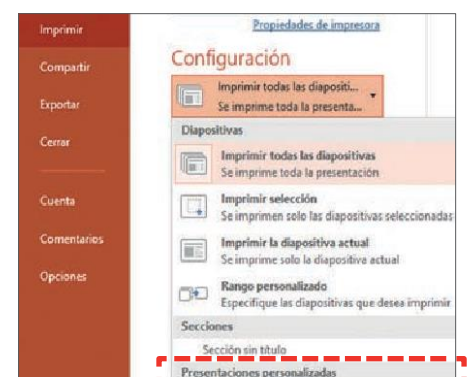 Imprimir
Compartir
Exportar
Cerrar
Cuenta
Comentarios
Opciones
Propiedades de impresora
Configuración
Imprimir todas las diapositi...
Se imprime toda la presenta...
Diapositivas
Imprimir todas las diapositivas
Se imprime toda la presentación
Imprimir selección
Se imprimen solo las diapositivas seleccionadas
Imprimir la diapositiva actual
Se imprime solo la diapositiva actual
Rango personalizado
Especifique las diapositivas que desea imprimir
Secciones
Sección sin título
Presentaciones personalizadas